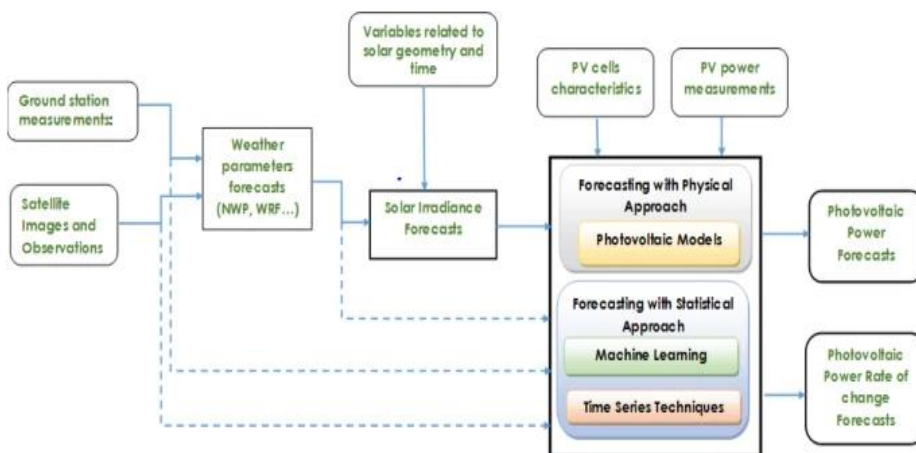 Variables related to
solar geometry and
time
PV cells
characteristics
PV power
measurements
Ground station
measurements:
Weather
parameters
forecasts
(NWP, WRF...)
Satellite
Images and
Observations
Solar Irradiance
Forecasts
Forecasting with Physical
Approach
Photovoltaic Models
Forecasting with Statistical
Approach
Machine Learning
Time Series Techniques
Photovoltaic
Power
Forecasts
Photovoltaic
Power Rate of
change
Forecasts